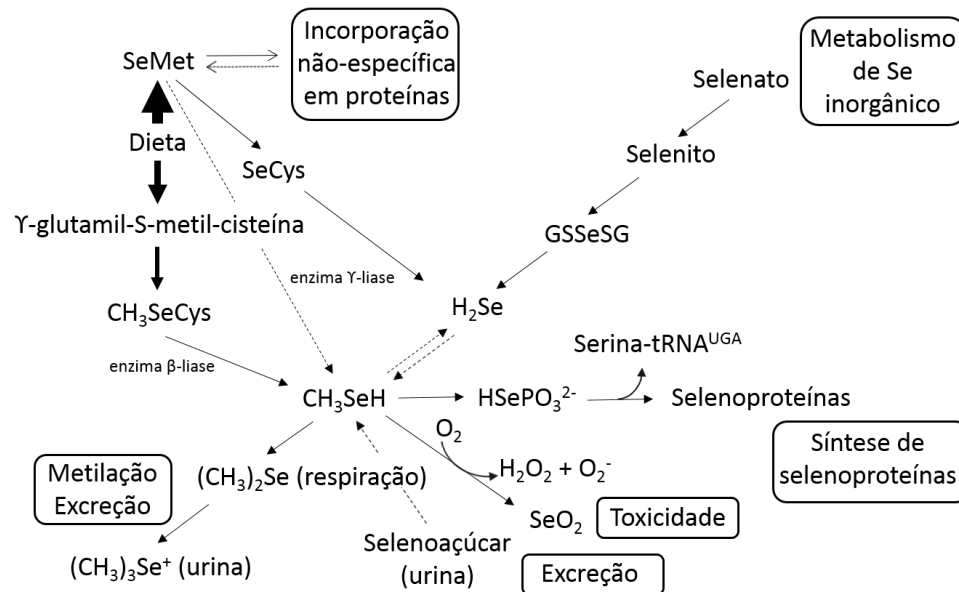 SeMet
Incorporação
não-específica
em proteínas
Selenato
Metabolismo
de Se
inorgânico
Dieta
SeCys
Selenito
ϒ-glutamil-S-metil-cisteína
GSSeSG
enzima ϒ-liase
CH₃SeCys
H₂Se
enzima β-liase
Serina-tRNAᵁᴳᴬ
CH₃SeH
HSePO₃²⁻
Selenoproteínas
O₂
Síntese de
selenoproteínas
Metilação
Excreção
(CH₃)₂Se (respiração)
H₂O₂ + O₂⁻
SeO₂
Toxicidade
Selenoaçúcar
(urina)
(CH₃)₃Se⁺ (urina)
Excreção